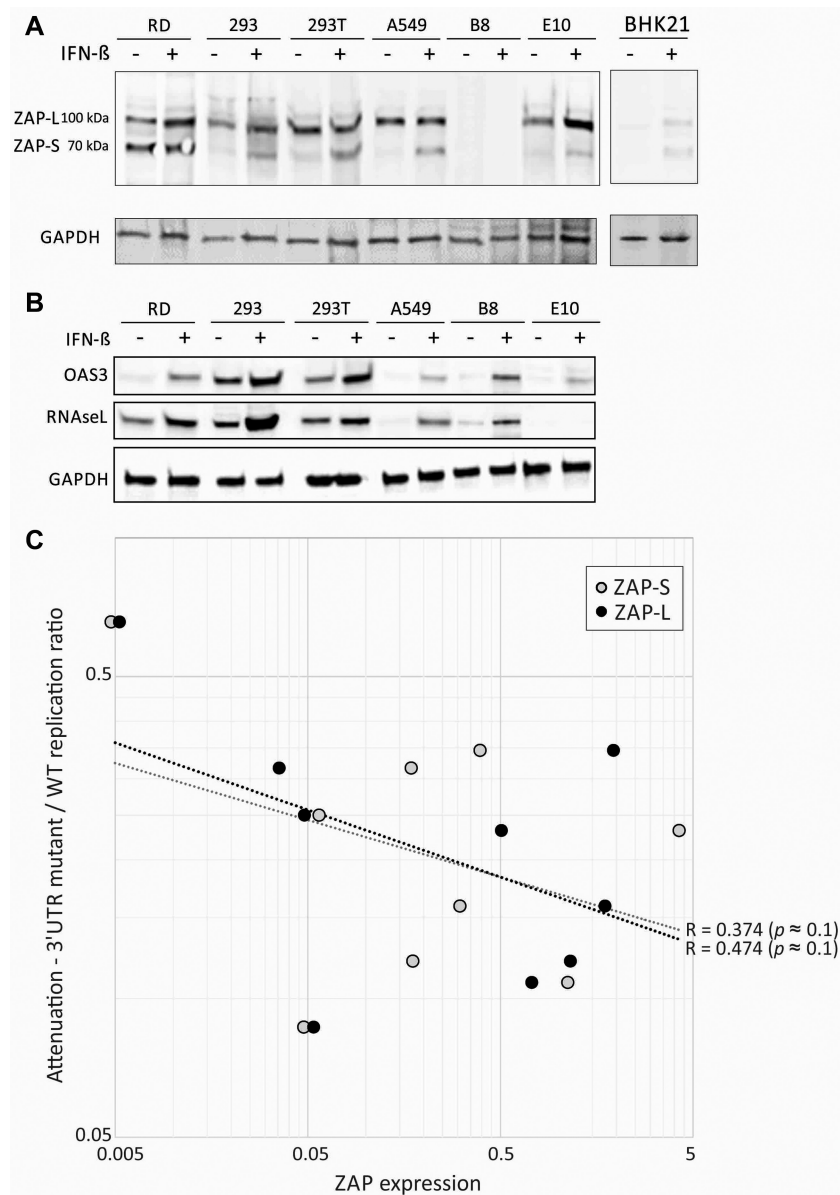 A
RD 293 293T A549 B8 E10 BHK21
IFN-ß - + - + - + - + - + - + - +
ZAP-L 100 kDa
ZAP-S 70 kDa
GAPDH
B
RD 293 293T A549 B8 E10
IFN-ß - + - + - + - + - + - +
OAS3
RNAseL
GAPDH
C
ZAP-S
ZAP-L
0.5
Attenuation - 3'UTR mutant / WT replication ratio
R = 0.374 (p ≈ 0.1)
R = 0.474 (p ≈ 0.1)
0.05
0.005 0.05 0.5 5
ZAP expression